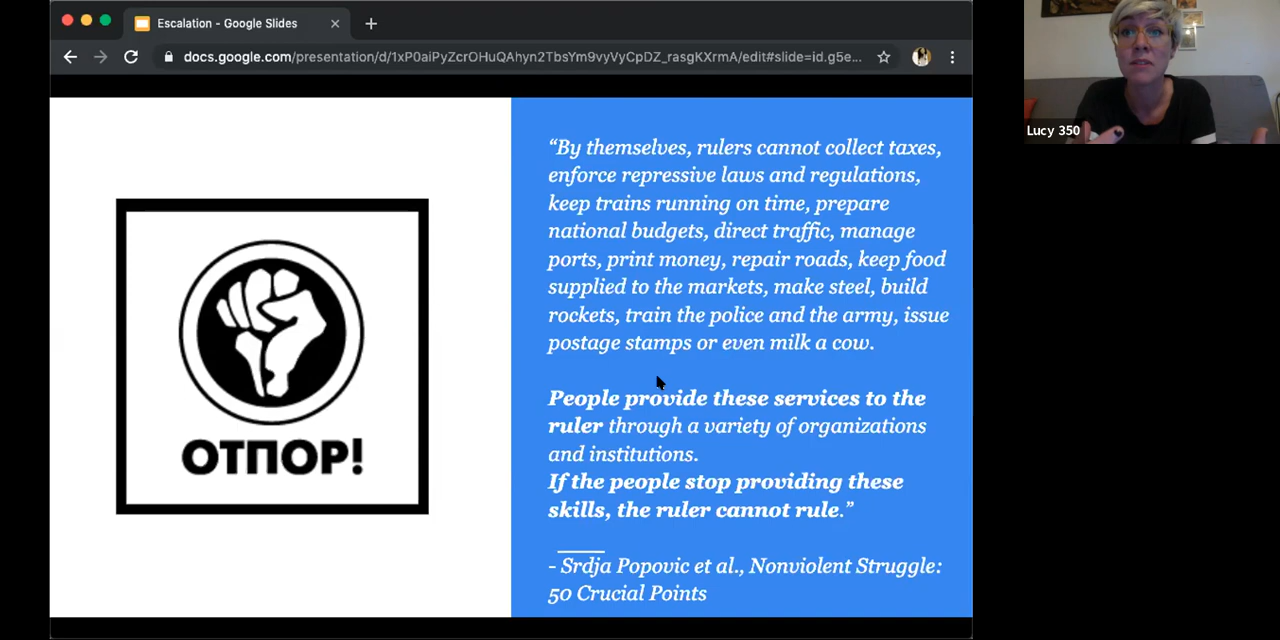 Escalation - Google Slides
docs.google.com/presentation/d/1xP0aiPyZcrOHuQAhyn2TbsYm9vyVyCpDZ_rasgKXrmA/edit#slide=id.g5e...
Lucy 350
ОТПОР!
“By themselves, rulers cannot collect taxes,
enforce repressive laws and regulations,
keep trains running on time, prepare
national budgets, direct traffic, manage
ports, print money, repair roads, keep food
supplied to the markets, make steel, build
rockets, train the police and the army, issue
postage stamps or even milk a cow.
People provide these services to the
ruler through a variety of organizations
and institutions.
If the people stop providing these
skills, the ruler cannot rule.”
- Srdja Popovic et al., Nonviolent Struggle:
50 Crucial Points